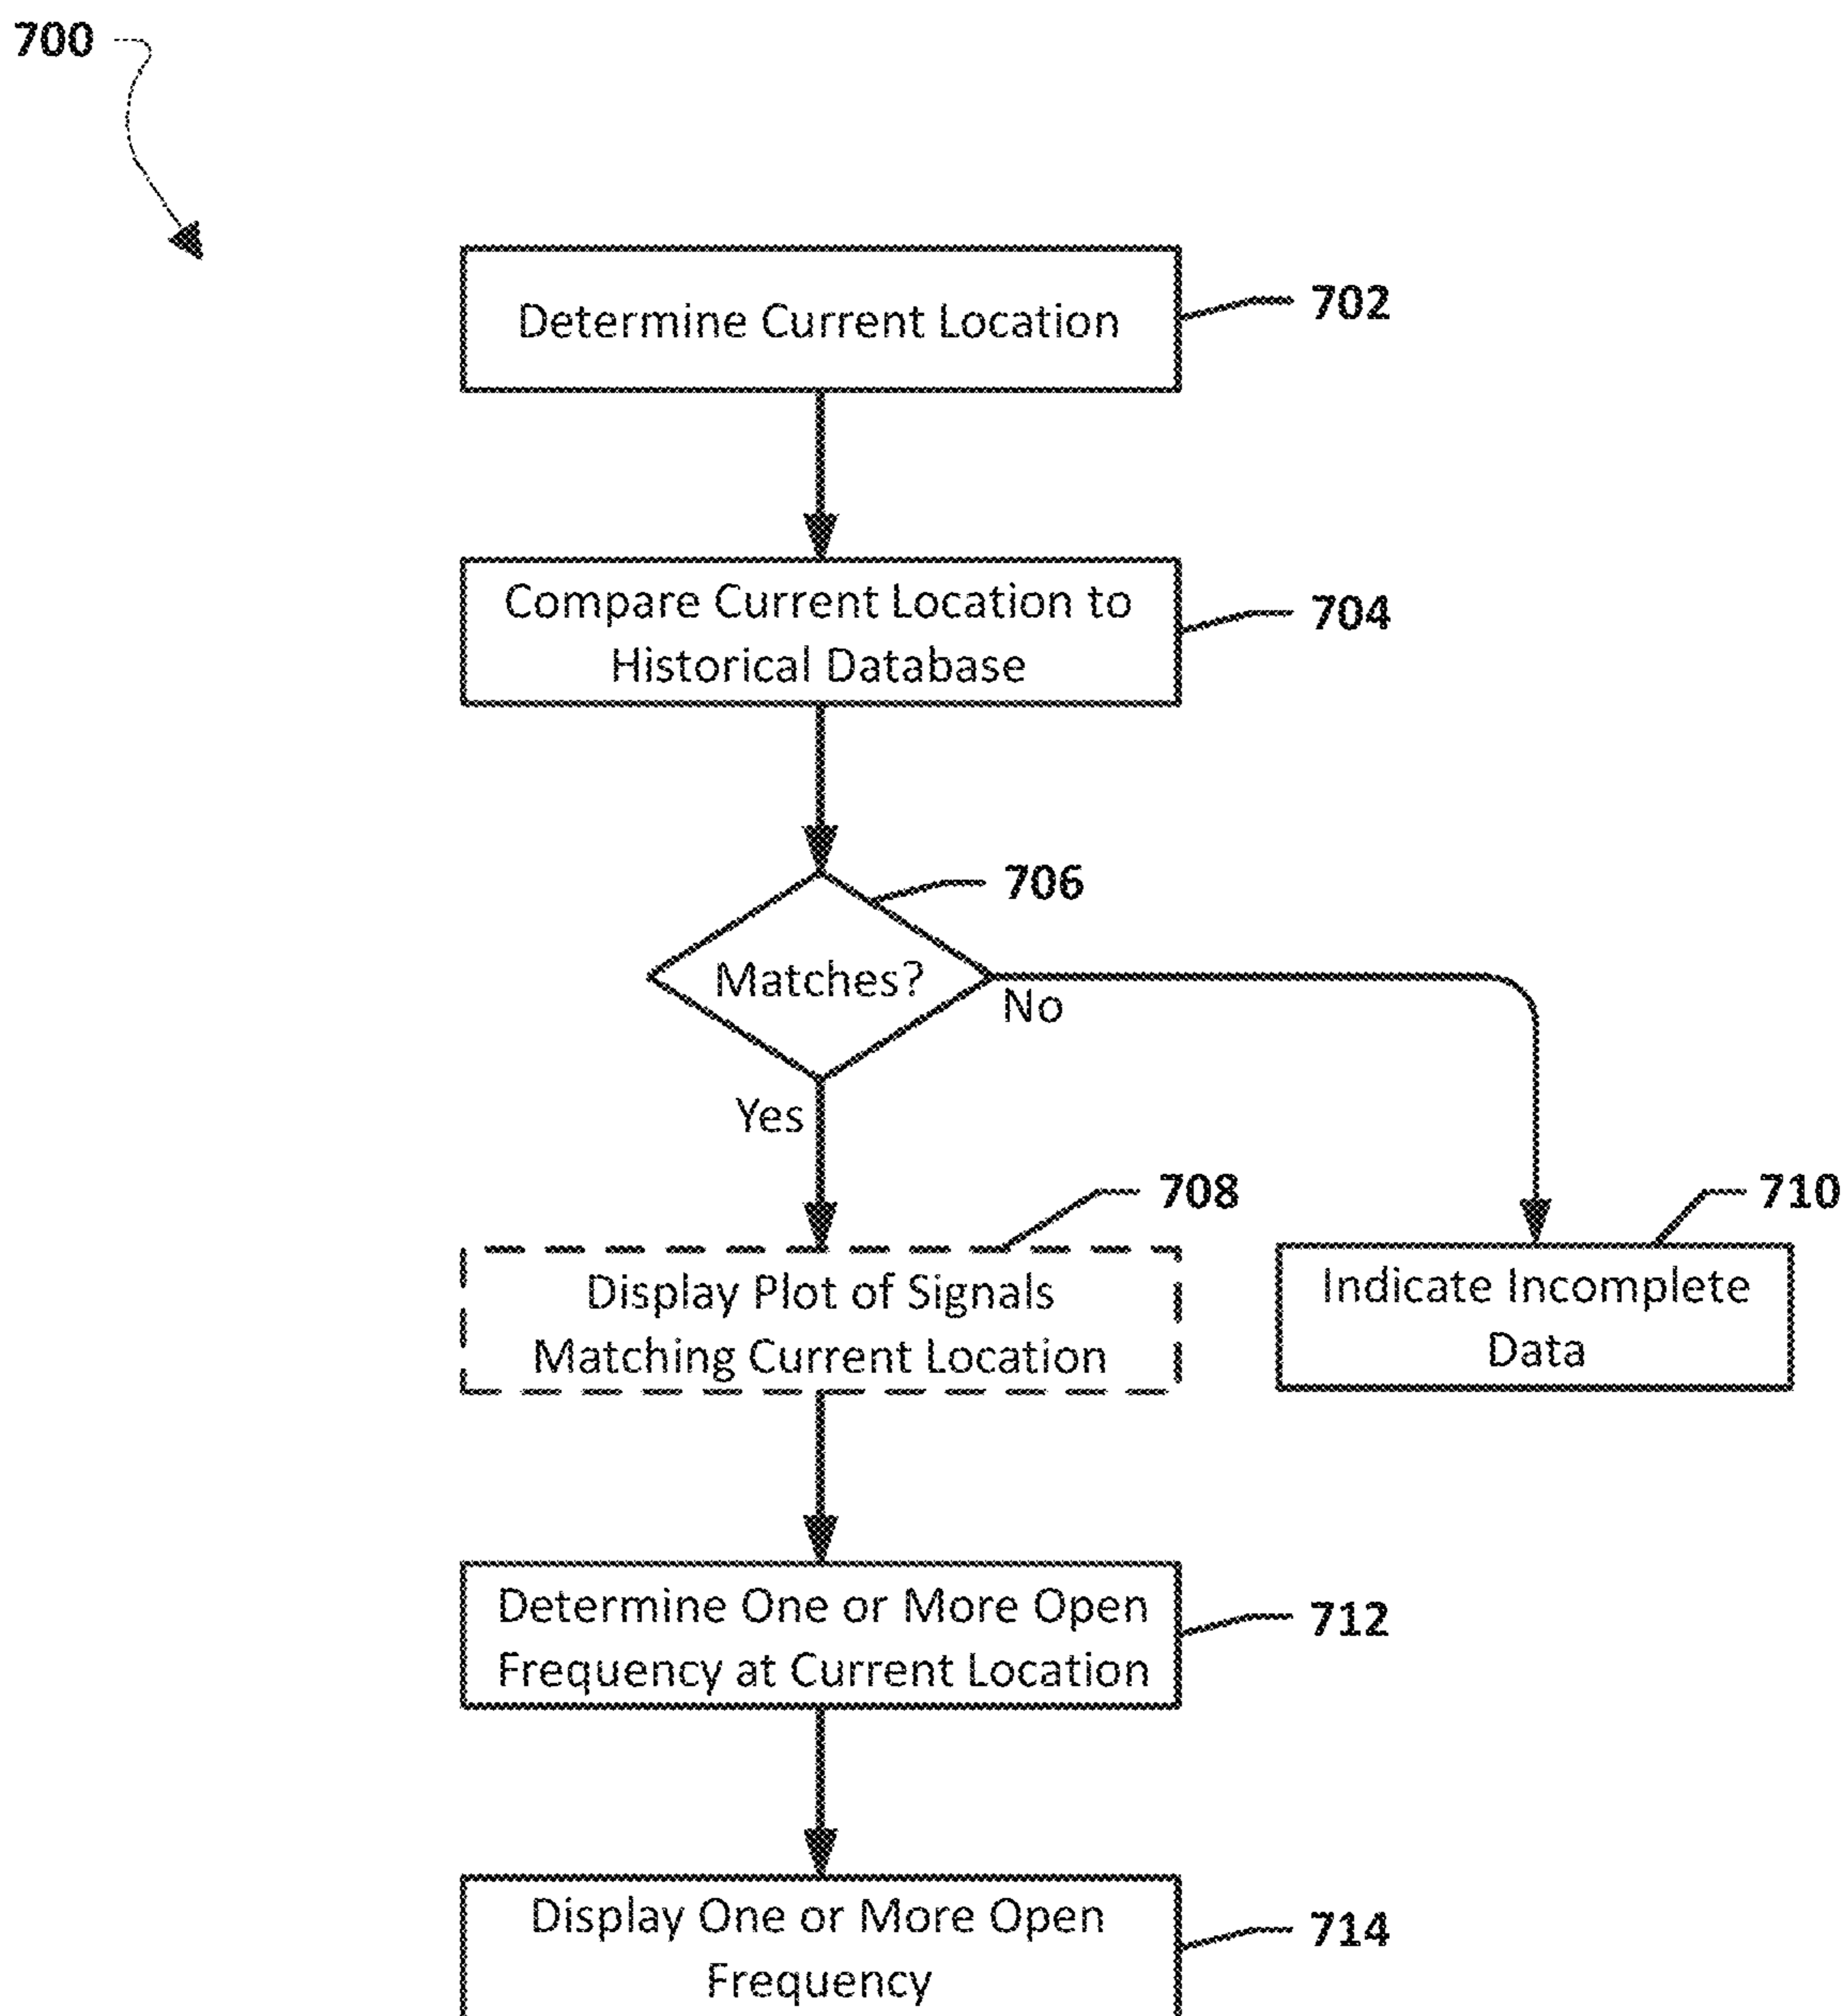 700
Determine Current Location
702
Compare Current Location to
Historical Database
704
706
Matches?
No
Yes
708
Display Plot of Signals
Matching Current Location
710
Indicate Incomplete
Data
Determine One or More Open
Frequency at Current Location
712
Display One or More Open
Frequency
714